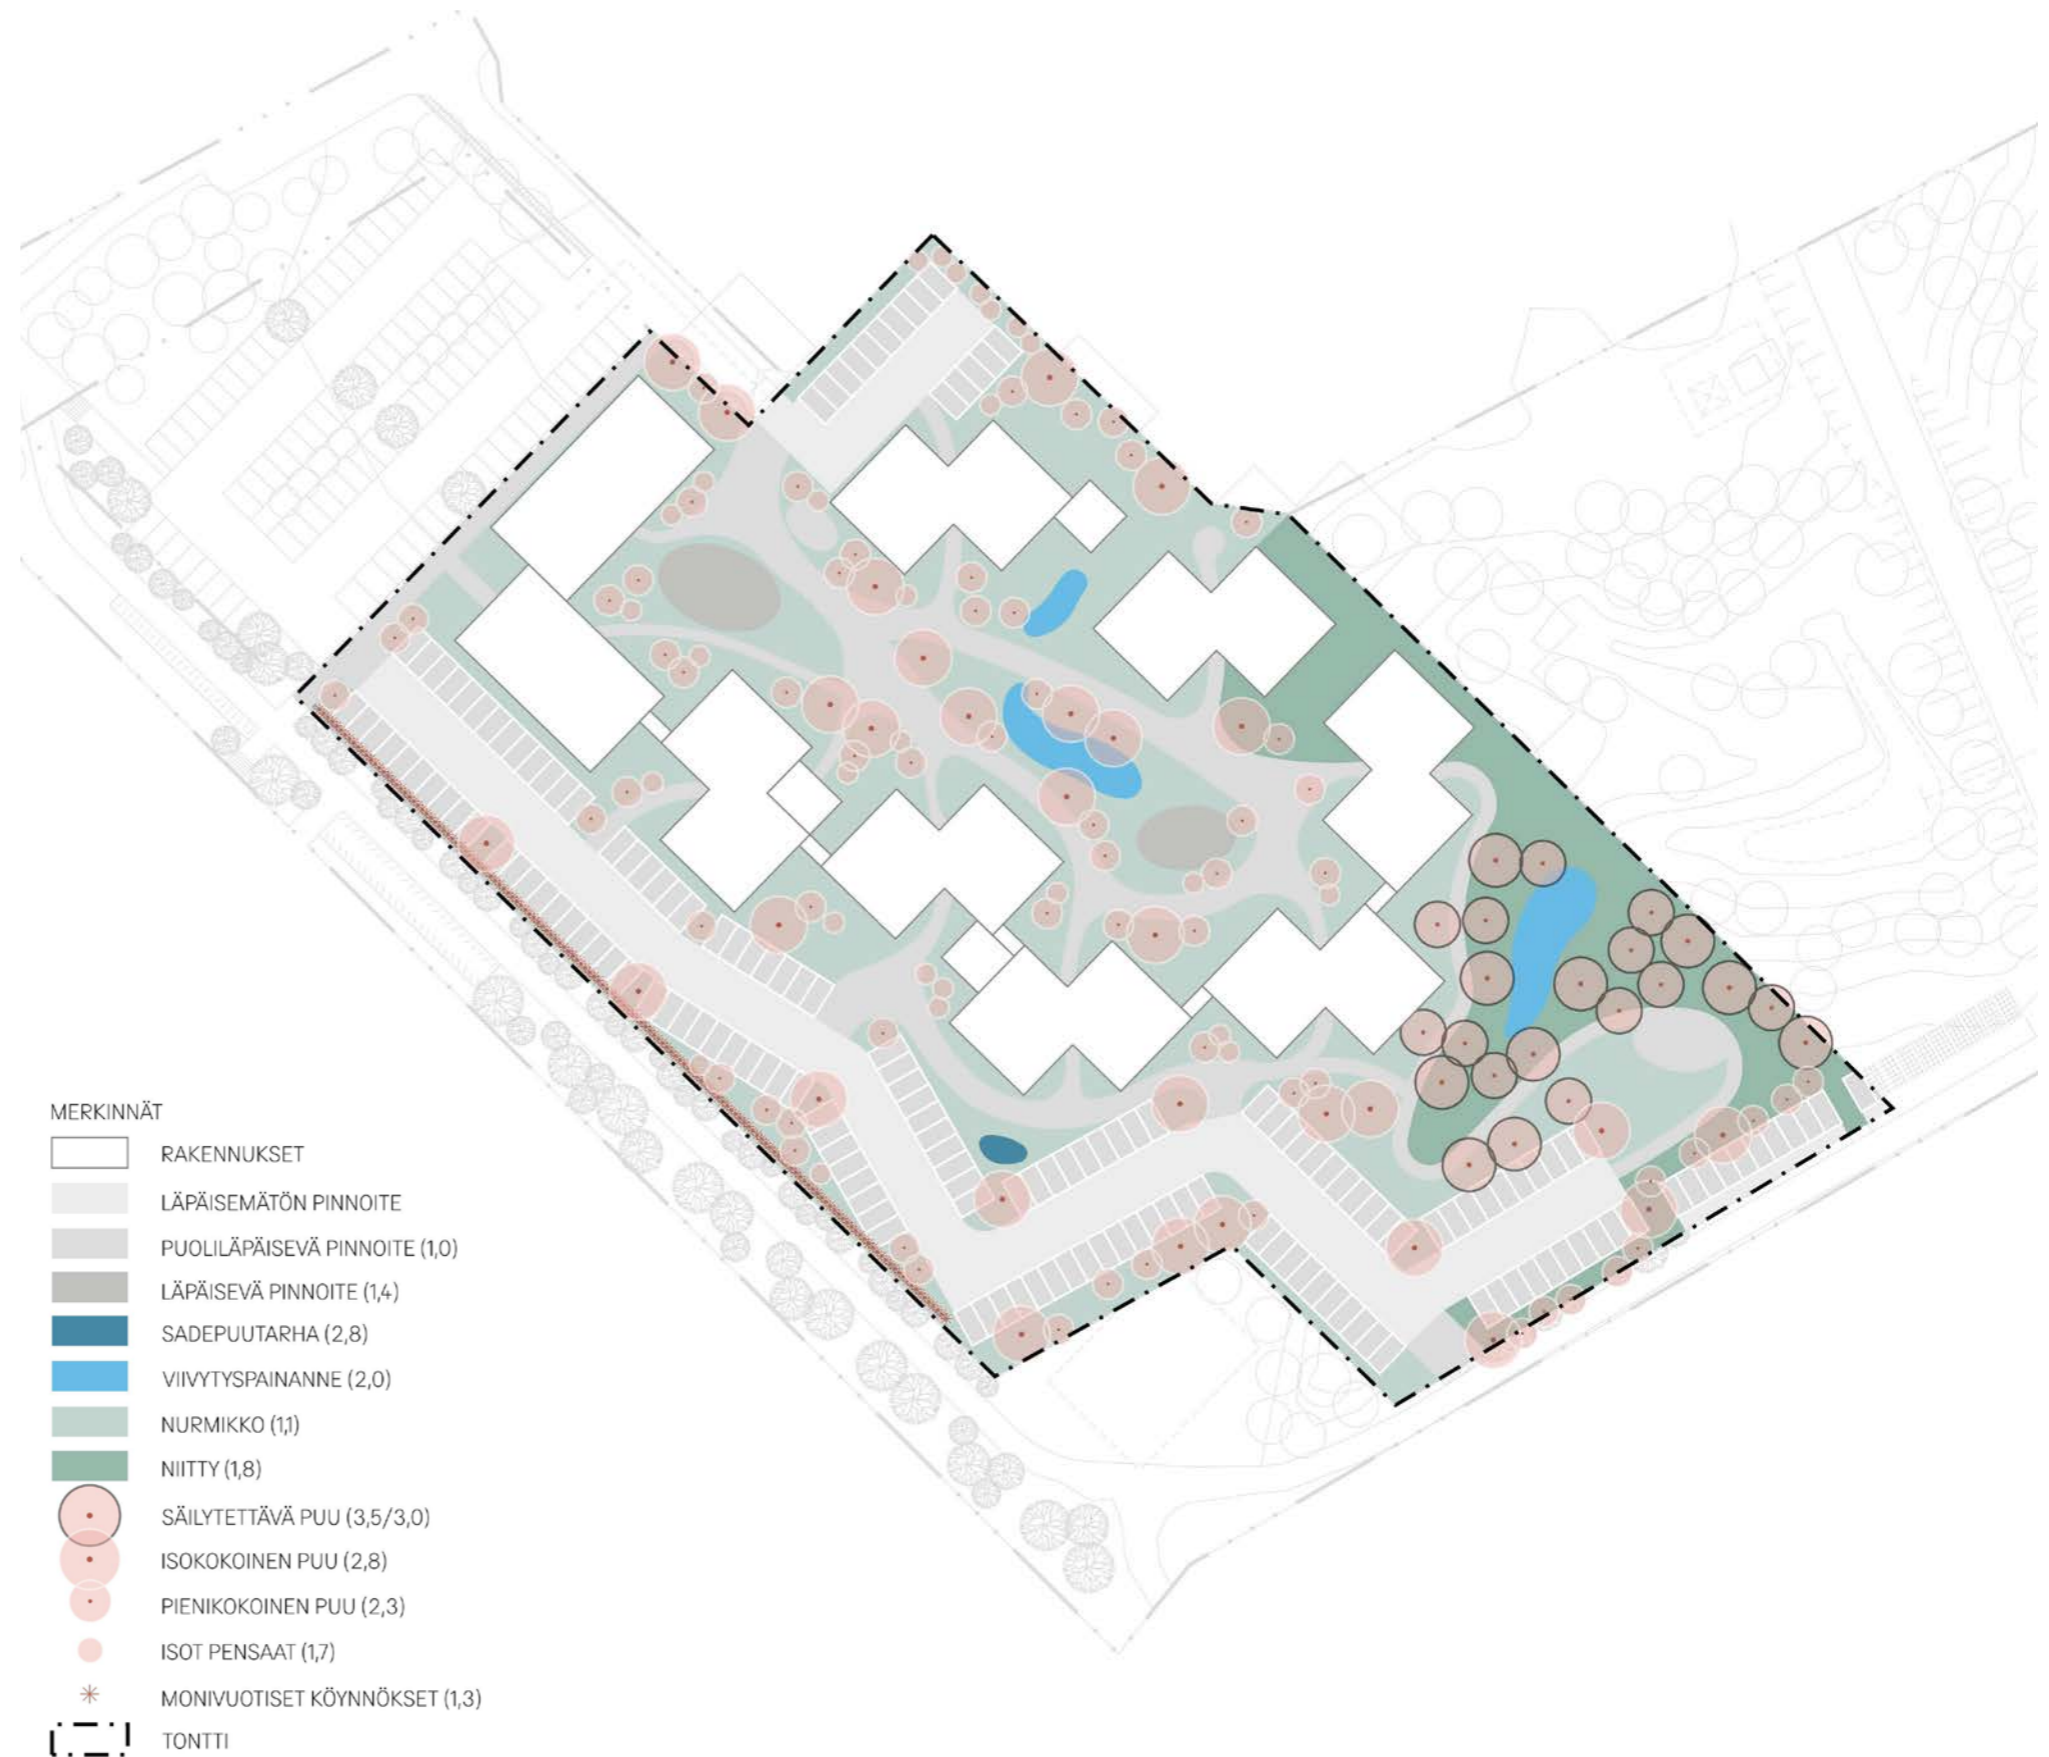 MERKINNÄT
RAKENNUKSET
LÄPÄISEMÄTÖN PINNOITE
PUOLILÄPÄISEVÄ PINNOITE (1,0)
LÄPÄISEVÄ PINNOITE (1,4)
SADEPUUTARHA (2,8)
VIIVYTYSPAINANNE (2,0)
NURMIKKO (1,1)
NIITTY (1,8)
SÄILYTETTÄVÄ PUU (3,5/3,0)
ISOKOKOINEN PUU (2,8)
PIENIKOKOINEN PUU (2,3)
ISOT PENSAAT (1,7)
MONIVUOTISET KÖYNNÖKSET (1,3)
TONTTI